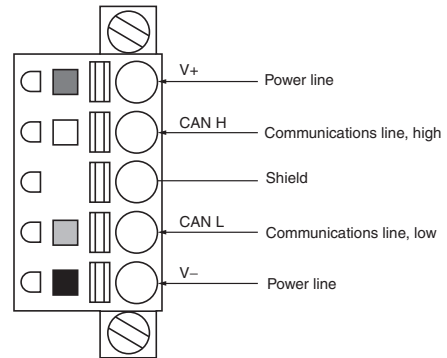 V+
Power line
CAN H
Communications line, high
Shield
CAN L
Communications line, low
V–
Power line